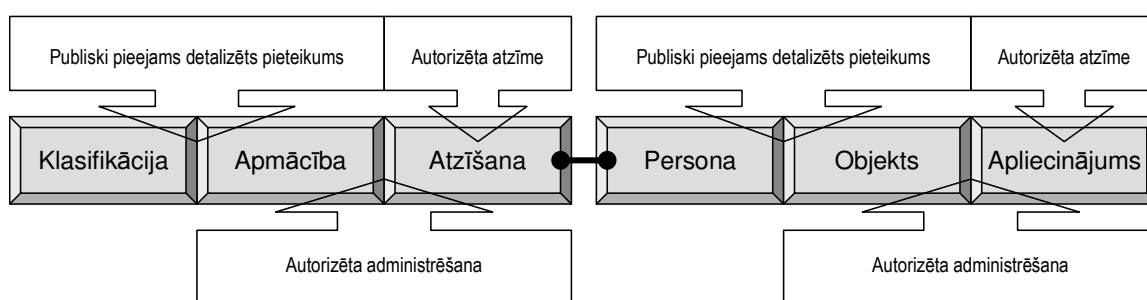 Publiski pieejams detalizēts pieteikums
Autorizēta atzīme
Publiski pieejams detalizēts pieteikums
Autorizēta atzīme
Klasifikācija
Apmācība
Atzīšana
Persona
Objekts
Apliecinājums
Autorizēta administrēšana
Autorizēta administrēšana